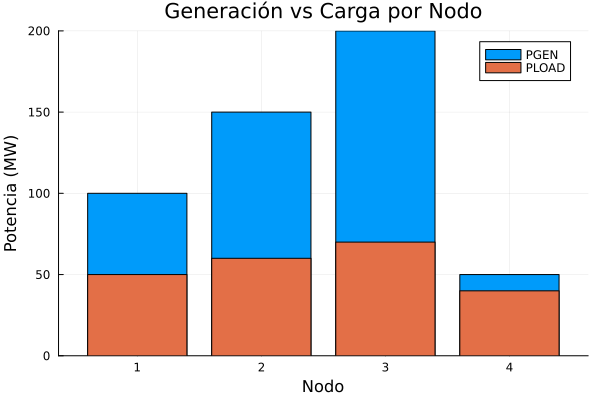 Generación vs Carga por Nodo
200
150
100
50
0
Potencia (MW)
PGEN
PLOAD
1 2 3 4
Nodo